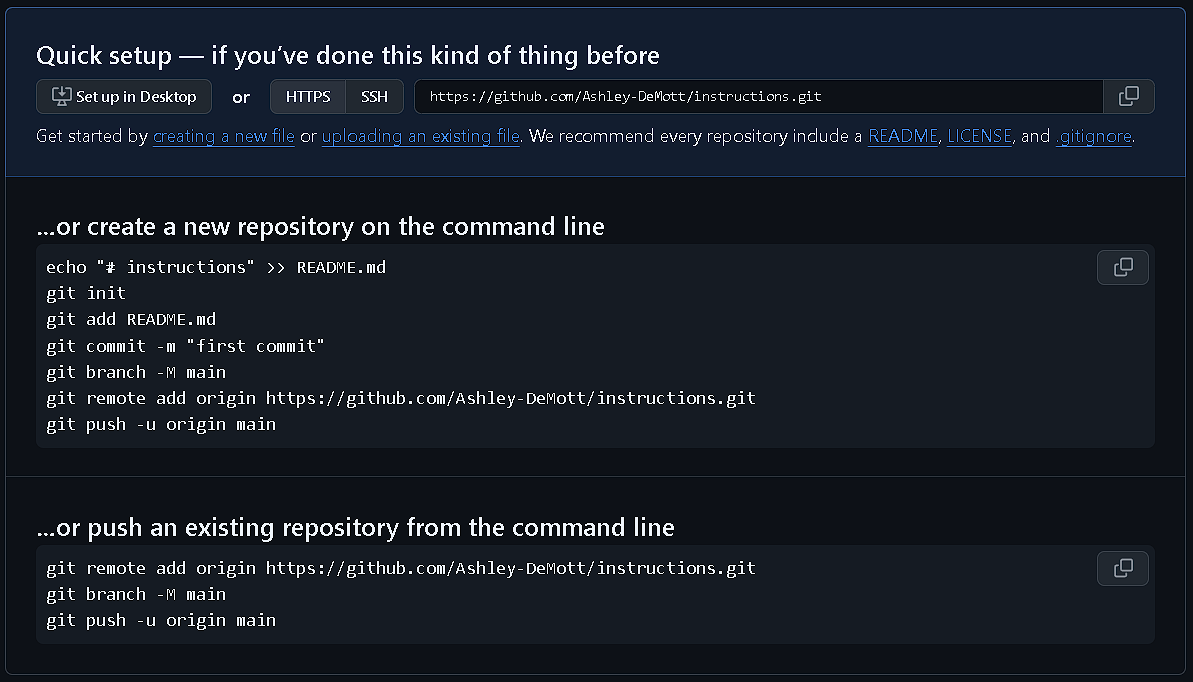 Quick setup — if you’ve done this kind of thing before
Set up in Desktop or HTTPS SSH https://github.com/Ashley-DeMott/instructions.git
Get started by creating a new file or uploading an existing file. We recommend every repository include a README, LICENSE, and .gitignore.
...or create a new repository on the command line
echo "# instructions" >> README.md
git init
git add README.md
git commit -m "first commit"
git branch -M main
git remote add origin https://github.com/Ashley-DeMott/instructions.git
git push -u origin main
...or push an existing repository from the command line
git remote add origin https://github.com/Ashley-DeMott/instructions.git
git branch -M main
git push -u origin main